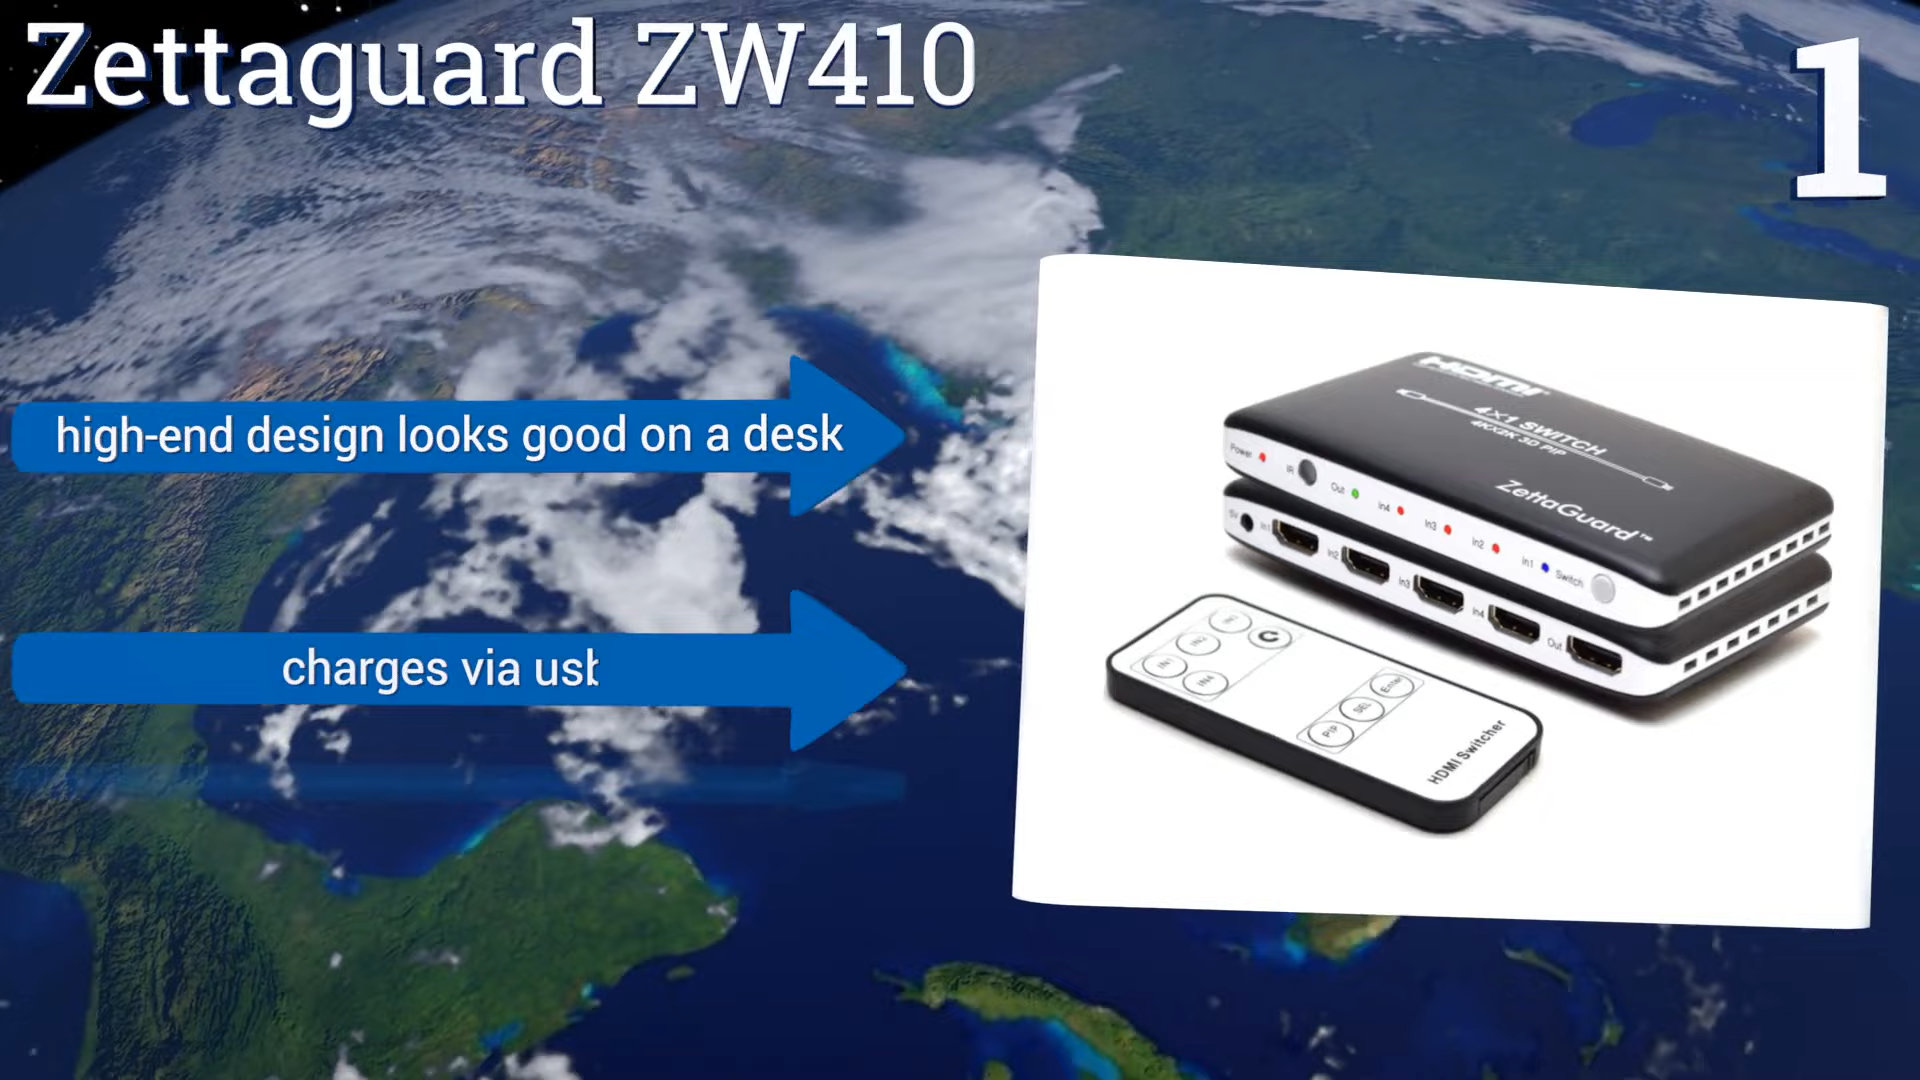 Zettaguard ZW410
1
high-end design looks good on a desk
charges via usb
HDMI
4X1 SWITCH
4KX2K 3D PIP
ZettaGuard™
Power IR Out In4 In3 In2 In1 Switch
5V In1 In2 In3 In4 Out
IN1 IN2 IN3 IN4
PIP SEL Enter
HDMI Switcher